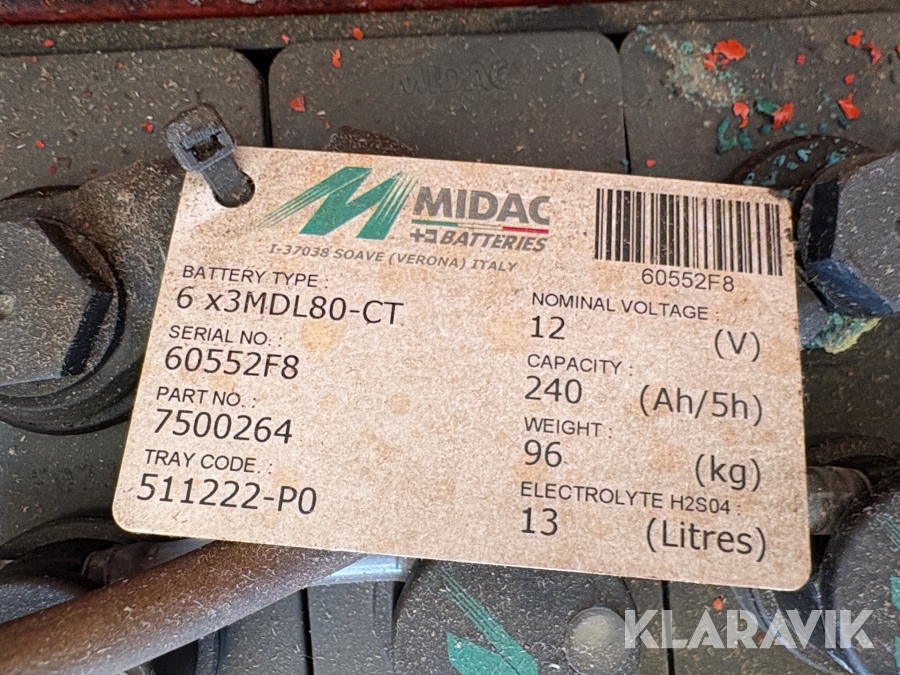 MIDAC
MIDAC
BATTERIES
I-37038 SOAVE (VERONA) ITALY
60552F8
BATTERY TYPE :
6 x3MDL80-CT
SERIAL NO. :
60552F8
PART NO. :
7500264
TRAY CODE. :
511222-P0
NOMINAL VOLTAGE :
12 (V)
CAPACITY :
240 (Ah/5h)
WEIGHT :
96 (kg)
ELECTROLYTE H2S04 :
13 (Litres)
KLARAVIK